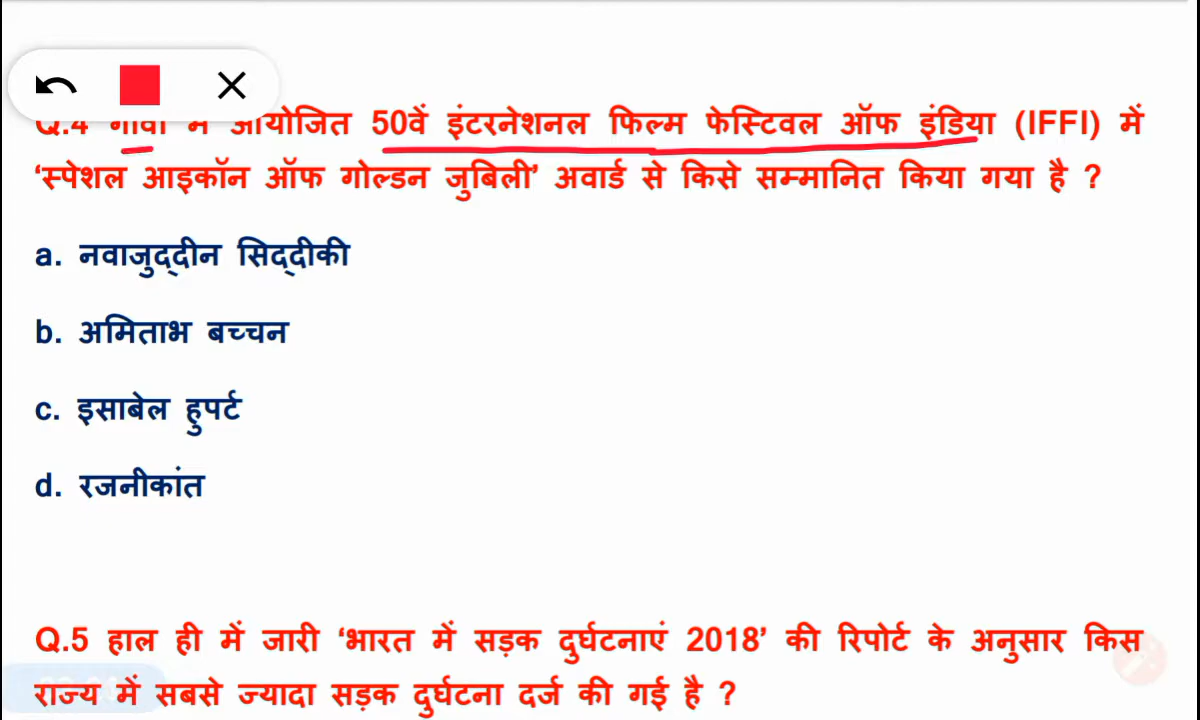 Q.4 गोवा में आयोजित 50वें इंटरनेशनल फिल्म फेस्टिवल ऑफ इंडिया (IFFI) में
‘स्पेशल आइकॉन ऑफ गोल्डन जुबिली’ अवार्ड से किसे सम्मानित किया गया है ?
a. नवाजुद्दीन सिद्दीकी
b. अमिताभ बच्चन
c. इसाबेल हुपर्ट
d. रजनीकांत
Q.5 हाल ही में जारी ‘भारत में सड़क दुर्घटनाएं 2018’ की रिपोर्ट के अनुसार किस
राज्य में सबसे ज्यादा सड़क दुर्घटना दर्ज की गई है ?